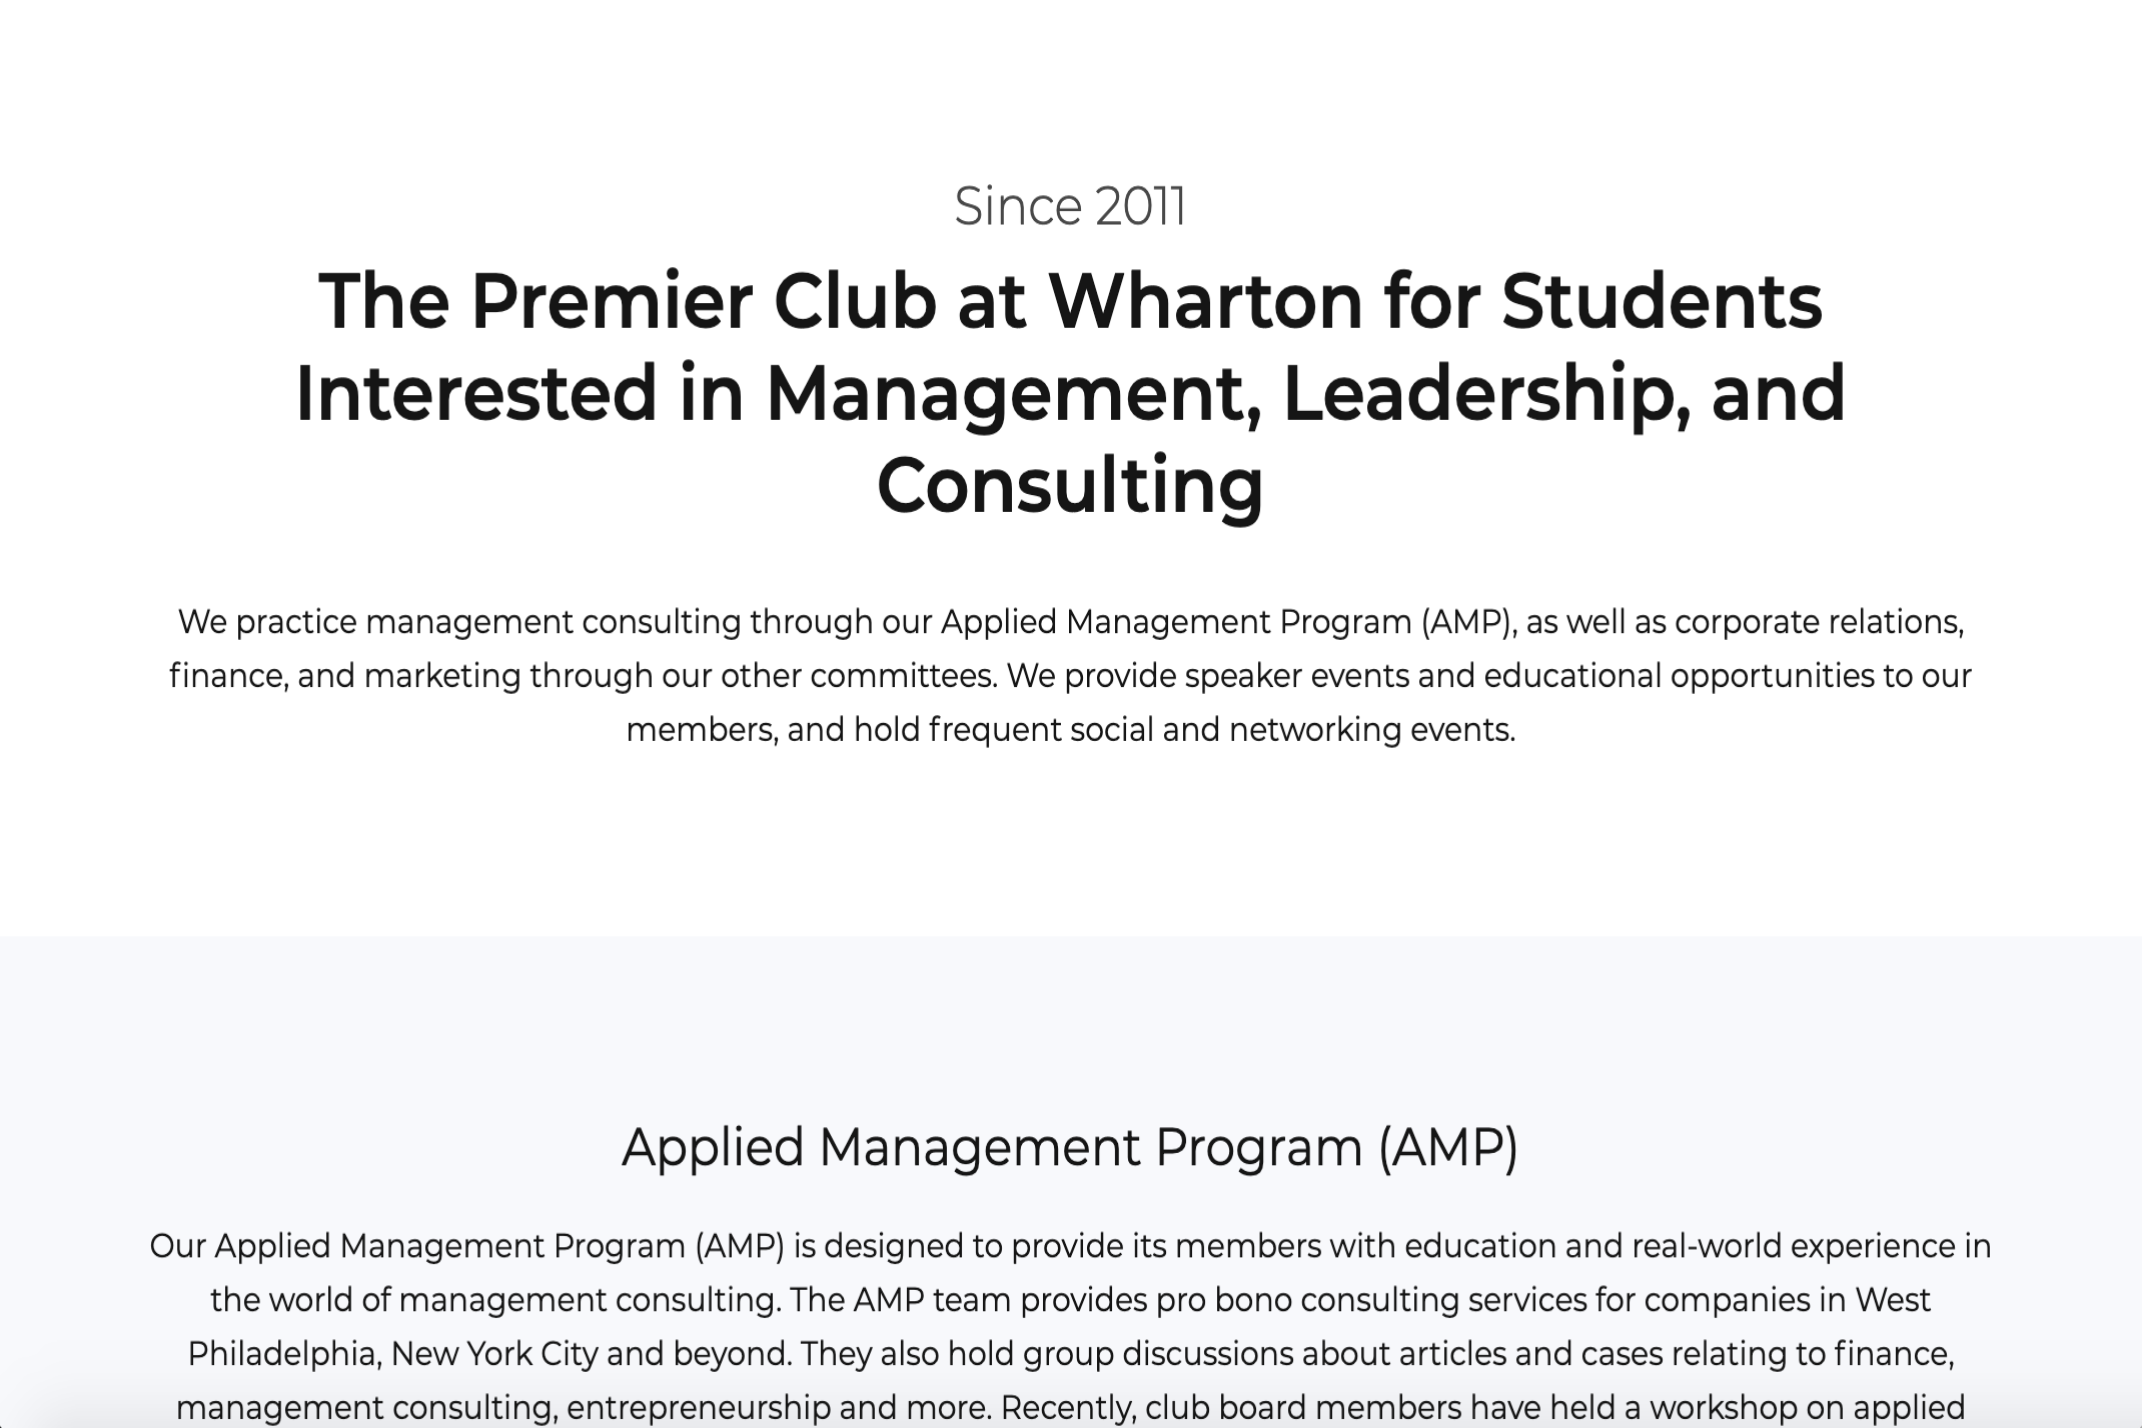 Since 2011
The Premier Club at Wharton for Students
Interested in Management, Leadership, and
Consulting
We practice management consulting through our Applied Management Program (AMP), as well as corporate relations,
finance, and marketing through our other committees. We provide speaker events and educational opportunities to our
members, and hold frequent social and networking events.
Applied Management Program (AMP)
Our Applied Management Program (AMP) is designed to provide its members with education and real-world experience in
the world of management consulting. The AMP team provides pro bono consulting services for companies in West
Philadelphia, New York City and beyond. They also hold group discussions about articles and cases relating to finance,
management consulting, entrepreneurship and more. Recently, club board members have held a workshop on applied